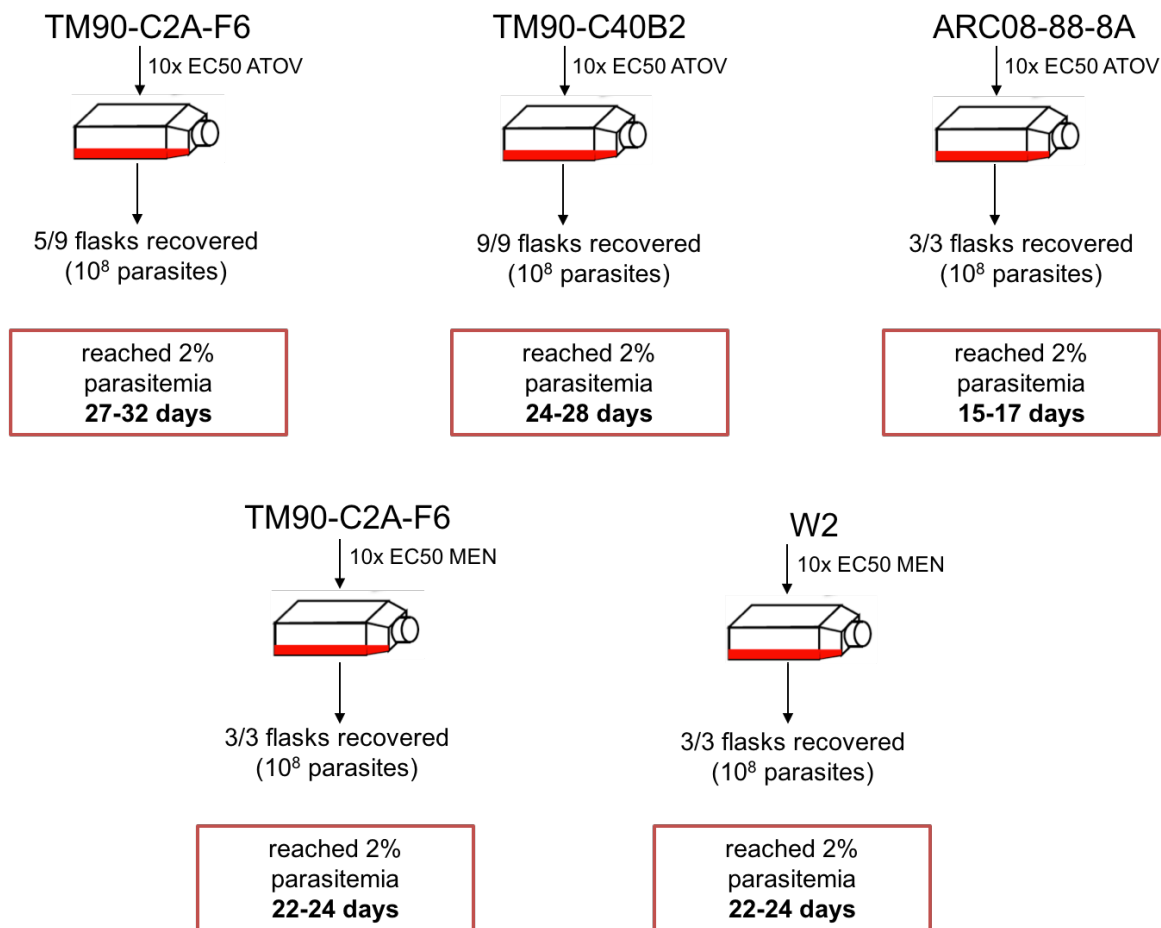 TM90-C2A-F6
10x EC50 ATOV
5/9 flasks recovered
(10⁸ parasites)
reached 2%
parasitemia
27-32 days
TM90-C40B2
10x EC50 ATOV
9/9 flasks recovered
(10⁸ parasites)
reached 2%
parasitemia
24-28 days
ARC08-88-8A
10x EC50 ATOV
3/3 flasks recovered
(10⁸ parasites)
reached 2%
parasitemia
15-17 days
TM90-C2A-F6
10x EC50 MEN
3/3 flasks recovered
(10⁸ parasites)
reached 2%
parasitemia
22-24 days
W2
10x EC50 MEN
3/3 flasks recovered
(10⁸ parasites)
reached 2%
parasitemia
22-24 days